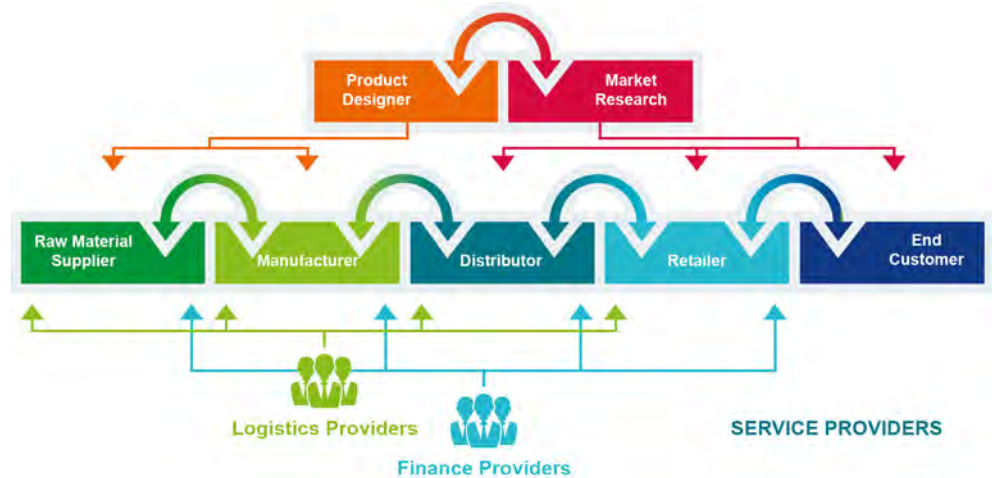 Product
Designer
Market
Research
Raw Material
Supplier
Manufacturer
Distributor
Retailer
End
Customer
Logistics Providers
SERVICE PROVIDERS
Finance Providers